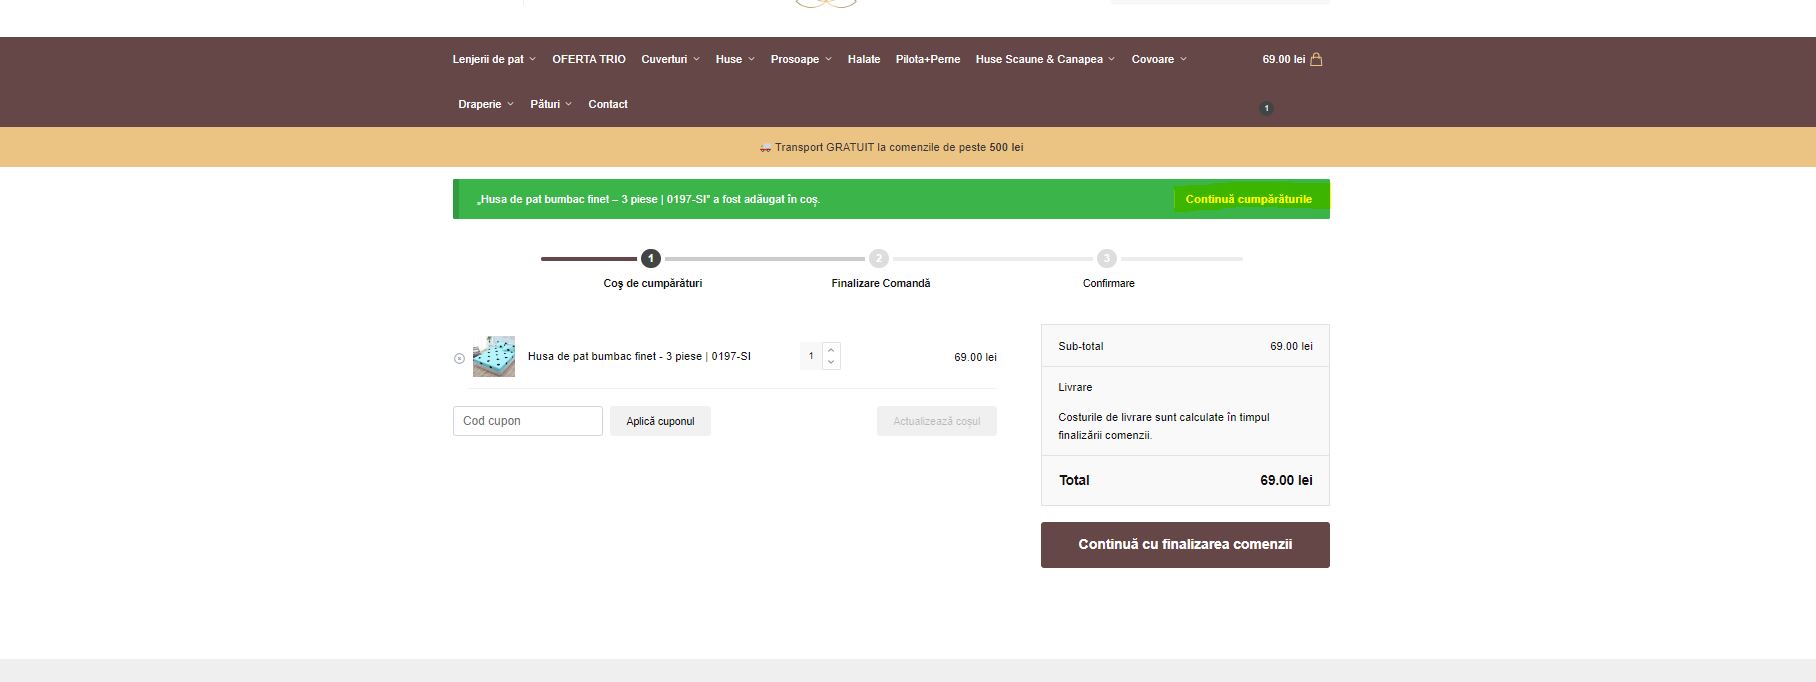 Lenjerii de pat OFERTA TRIO Cuverturi Huse Prosoape Halate Pilota+Perne Huse Scaune & Canapea Covoare 69.00 lei
Draperie Pături Contact 1
Transport GRATUIT la comenzile de peste 500 lei
„Husa de pat bumbac finet – 3 piese | 0197-SI” a fost adăugat în coș. Continuă cumpărăturile
1 2 3
Coş de cumpărături Finalizare Comandă Confirmare
Husa de pat bumbac finet - 3 piese | 0197-SI 1 69.00 lei
Cod cupon Aplică cuponul Actualizează coșul
Sub-total 69.00 lei
Livrare
Costurile de livrare sunt calculate în timpul
finalizării comenzii.
Total 69.00 lei
Continuă cu finalizarea comenzii